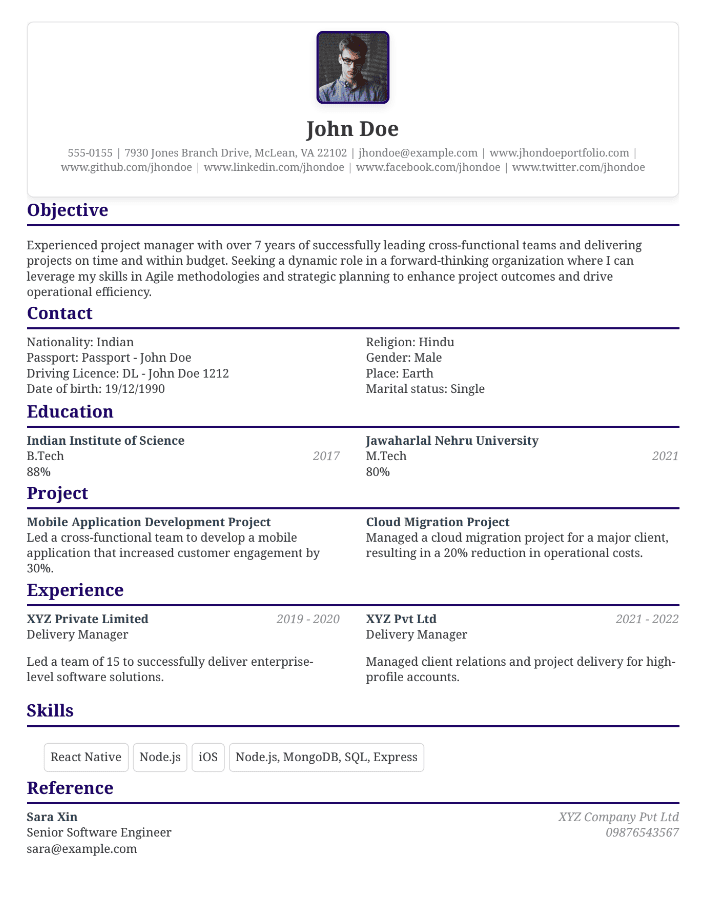 John Doe
555-0155 | 7930 Jones Branch Drive, McLean, VA 22102 | jhondoe@example.com | www.jhondoeportfolio.com |
www.github.com/jhondoe | www.linkedin.com/jhondoe | www.facebook.com/jhondoe | www.twitter.com/jhondoe
Objective
Experienced project manager with over 7 years of successfully leading cross-functional teams and delivering
projects on time and within budget. Seeking a dynamic role in a forward-thinking organization where I can
leverage my skills in Agile methodologies and strategic planning to enhance project outcomes and drive
operational efficiency.
Contact
Nationality: Indian
Religion: Hindu
Passport: Passport - John Doe
Gender: Male
Driving Licence: DL - John Doe 1212
Place: Earth
Date of birth: 19/12/1990
Marital status: Single
Education
Indian Institute of Science
B.Tech 2017
88%
Jawaharlal Nehru University
M.Tech 2021
80%
Project
Mobile Application Development Project
Led a cross-functional team to develop a mobile
application that increased customer engagement by
30%.
Cloud Migration Project
Managed a cloud migration project for a major client,
resulting in a 20% reduction in operational costs.
Experience
XYZ Private Limited 2019 - 2020
Delivery Manager
Led a team of 15 to successfully deliver enterprise-
level software solutions.
XYZ Pvt Ltd 2021 - 2022
Delivery Manager
Managed client relations and project delivery for high-
profile accounts.
Skills
React Native Node.js iOS Node.js, MongoDB, SQL, Express
Reference
Sara Xin XYZ Company Pvt Ltd
Senior Software Engineer 09876543567
sara@example.com